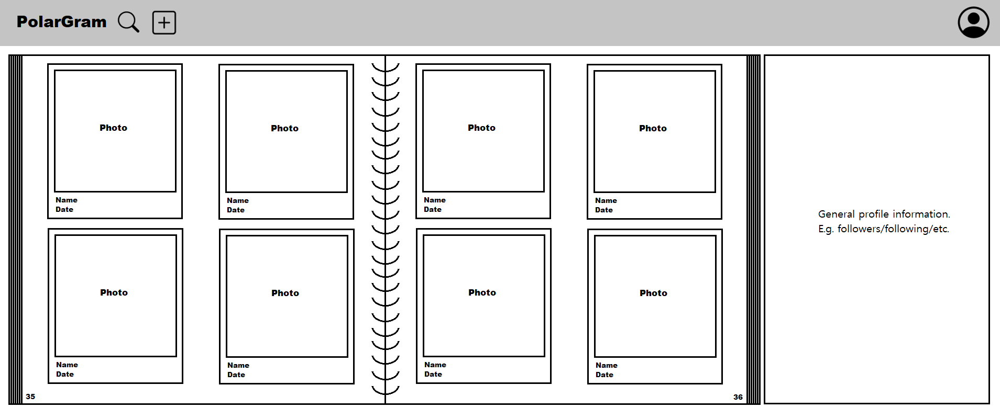 PolarGram
Photo
Name
Date
Photo
Name
Date
Photo
Name
Date
Photo
Name
Date
35
Photo
Name
Date
Photo
Name
Date
Photo
Name
Date
Photo
Name
Date
36
General profile information.
E.g. followers/following/etc.